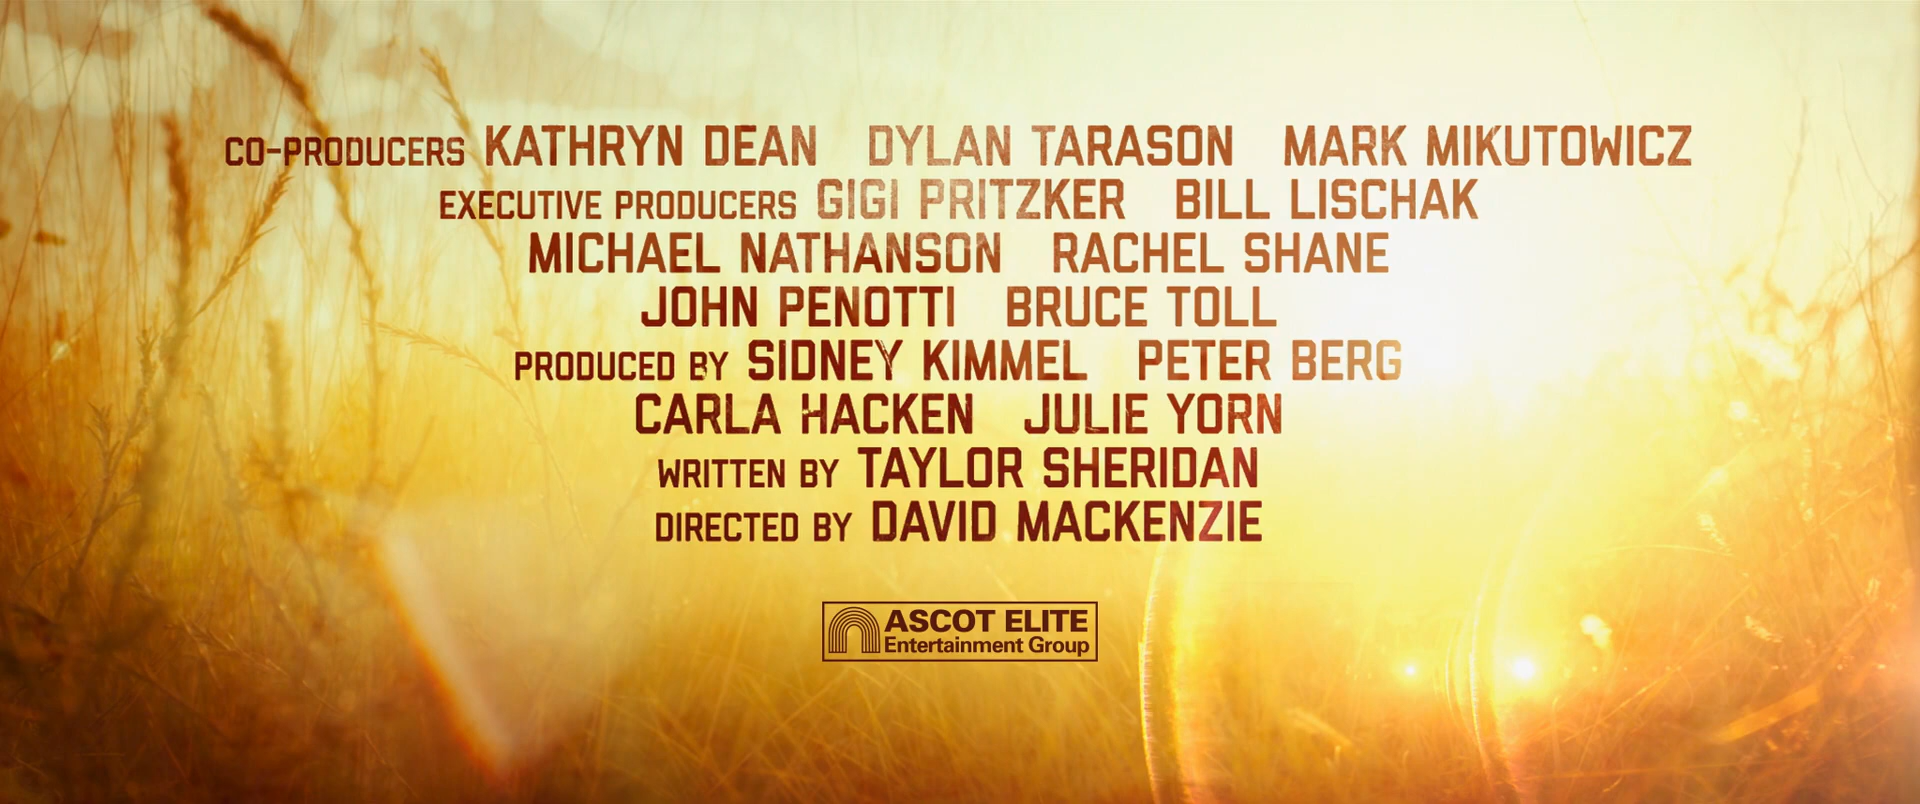 CO-PRODUCERS KATHRYN DEAN DYLAN TARASON MARK MIKUTOWICZ
EXECUTIVE PRODUCERS GIGI PRITZKER BILL LISCHAK
MICHAEL NATHANSON RACHEL SHANE
JOHN PENOTTI BRUCE TOLL
PRODUCED BY SIDNEY KIMMEL PETER BERG
CARLA HACKEN JULIE YORN
WRITTEN BY TAYLOR SHERIDAN
DIRECTED BY DAVID MACKENZIE
ASCOT ELITE
Entertainment Group